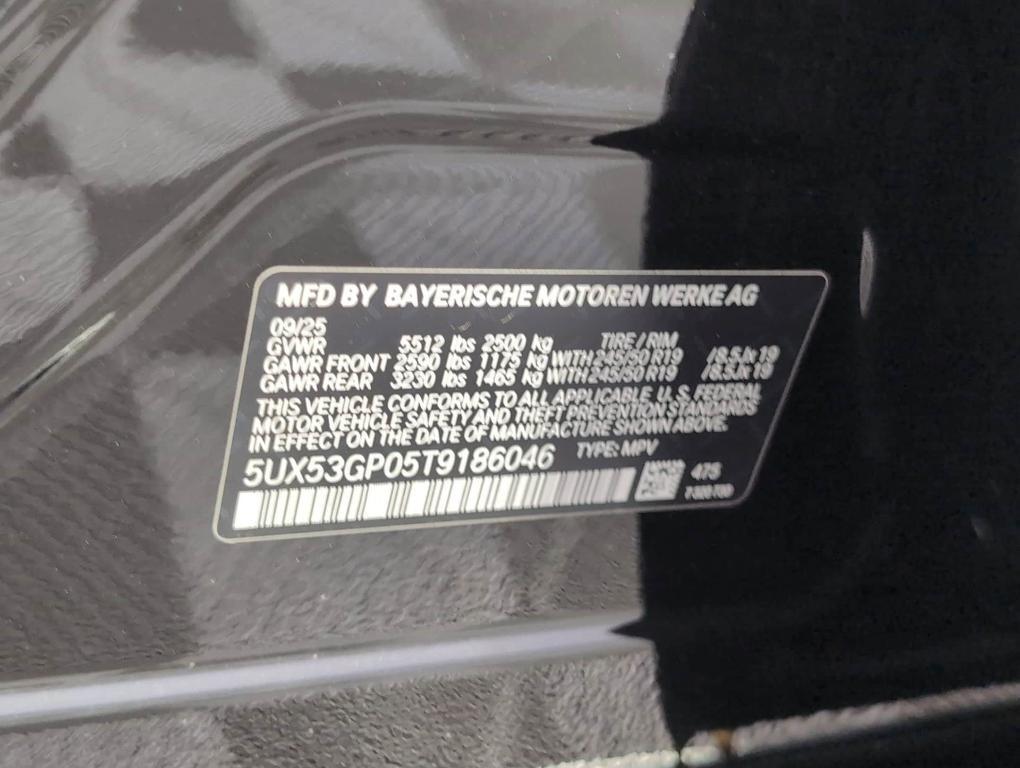 MFD BY BAYERISCHE MOTOREN WERKE AG
09/25
GVWR 5512 lbs 2500 kg TIRE / RIM
GAWR FRONT 2590 lbs 1175 kg WITH 245/50 R19 /8.5Jx19
GAWR REAR 3230 lbs 1465 kg WITH 245/50 R19 /8.5Jx19
THIS VEHICLE CONFORMS TO ALL APPLICABLE U.S. FEDERAL
MOTOR VEHICLE SAFETY AND THEFT PREVENTION STANDARDS
IN EFFECT ON THE DATE OF MANUFACTURE SHOWN ABOVE.
5UX53GP05T9186046 TYPE: MPV
475